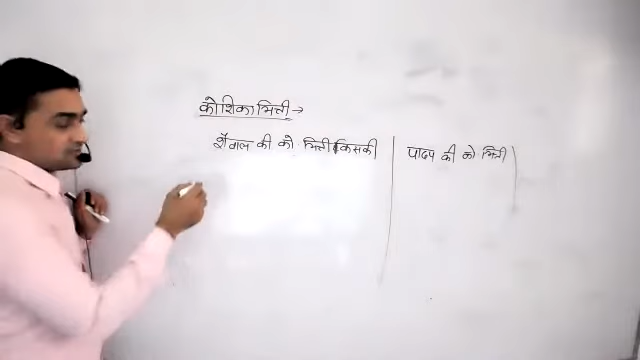 कोशिका भित्ती →
शैवाल की को. भित्ती किसकी
पादप की को. भित्ती